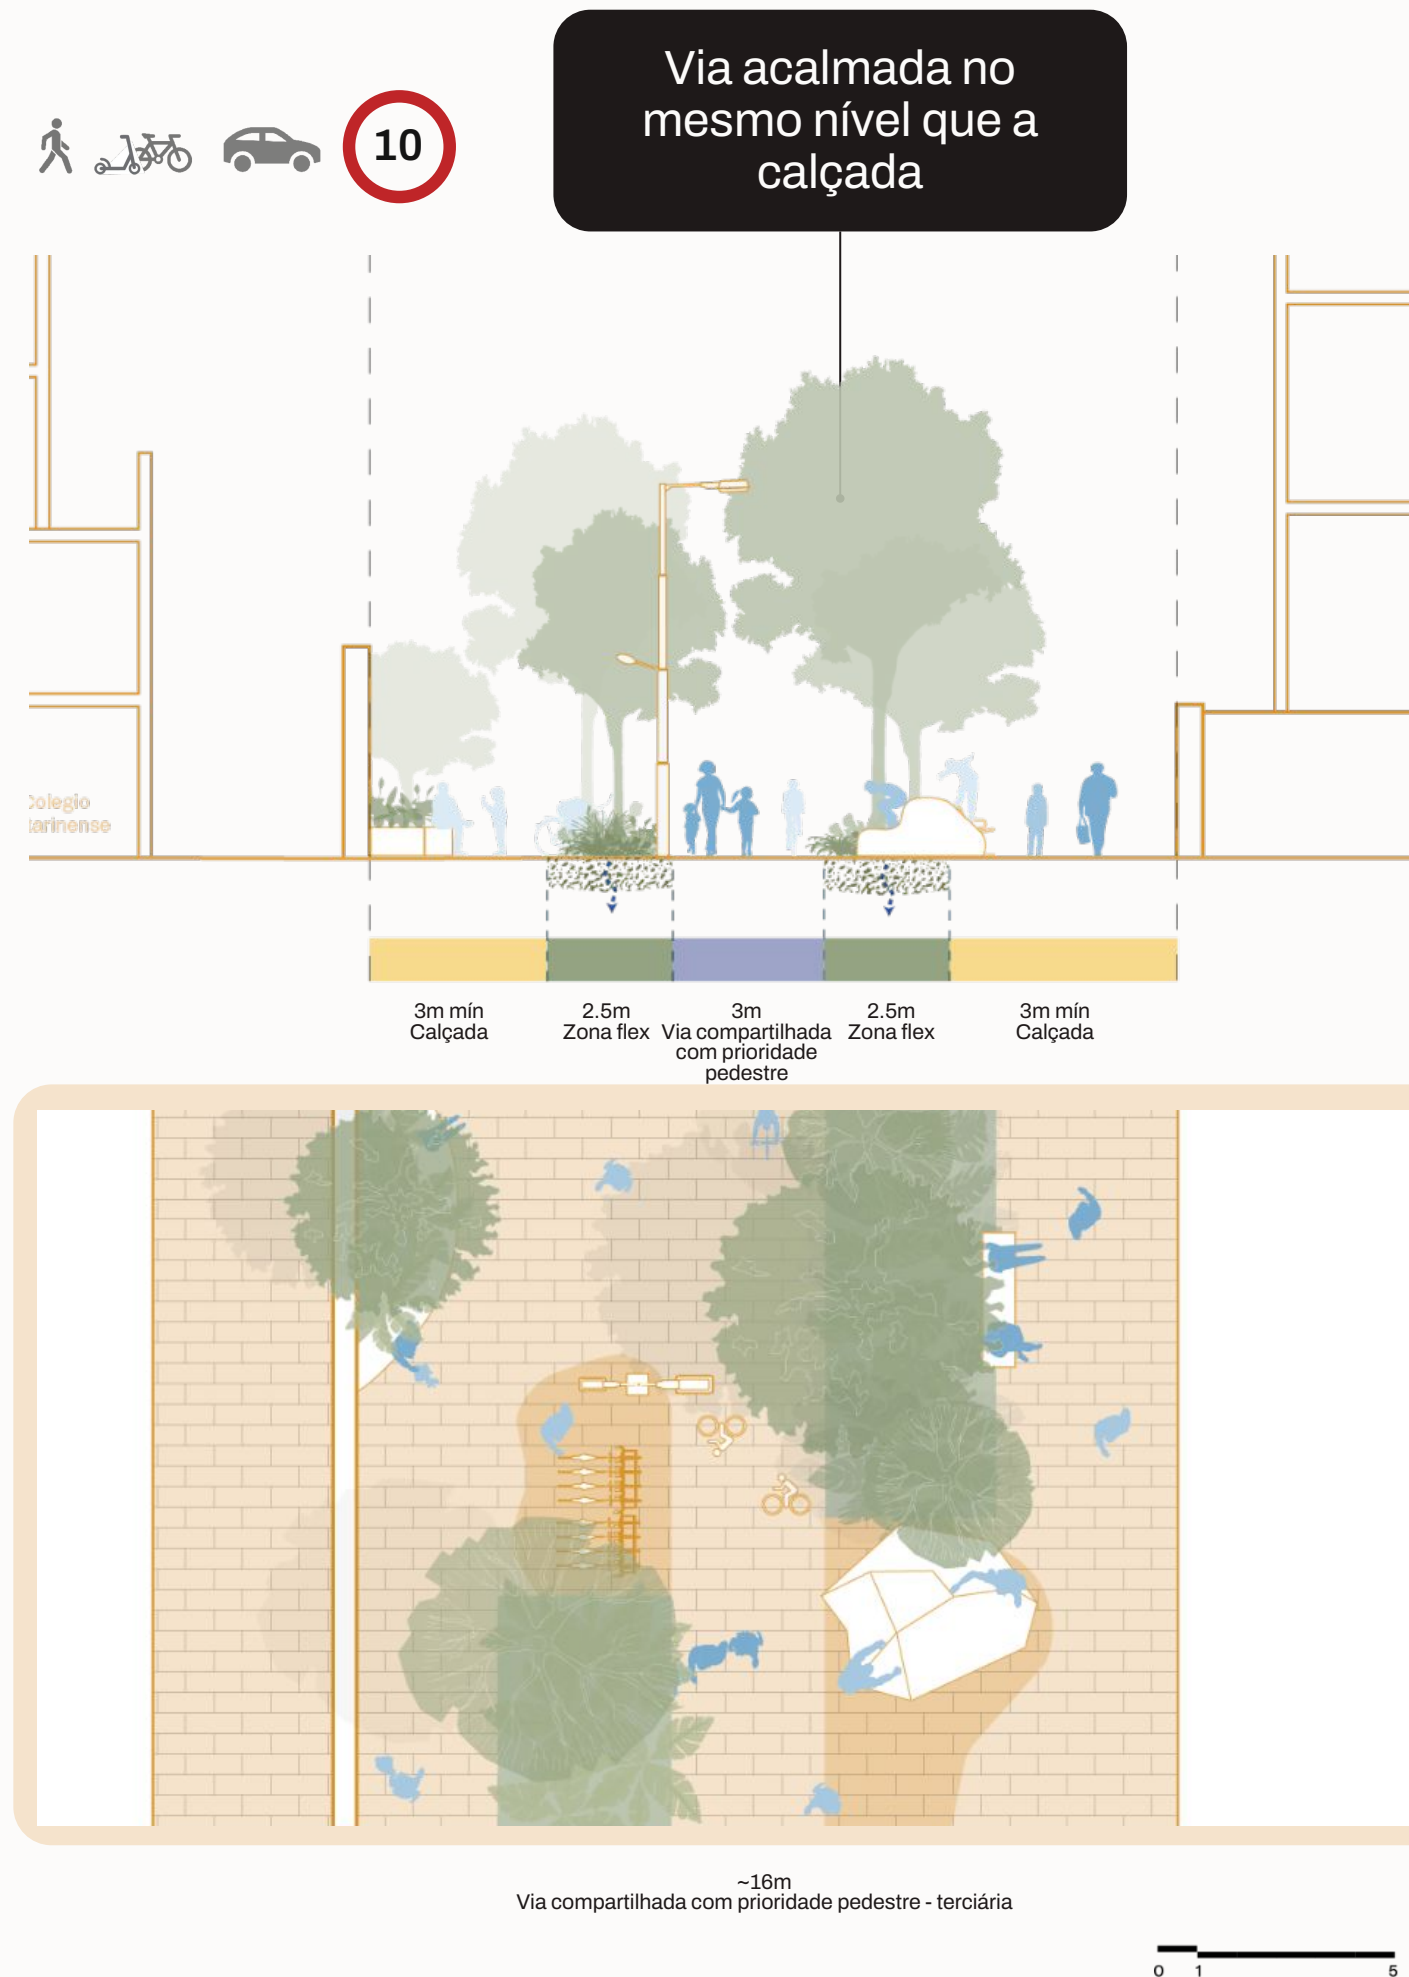 10
Via acalmada no
mesmo nível que a
calçada
3m mín
Calçada
2.5m
Zona flex
3m
Via compartilhada
com prioridade
pedestre
2.5m
Zona flex
3m mín
Calçada
~16m
Via compartilhada com prioridade pedestre - terciária
0 1 5